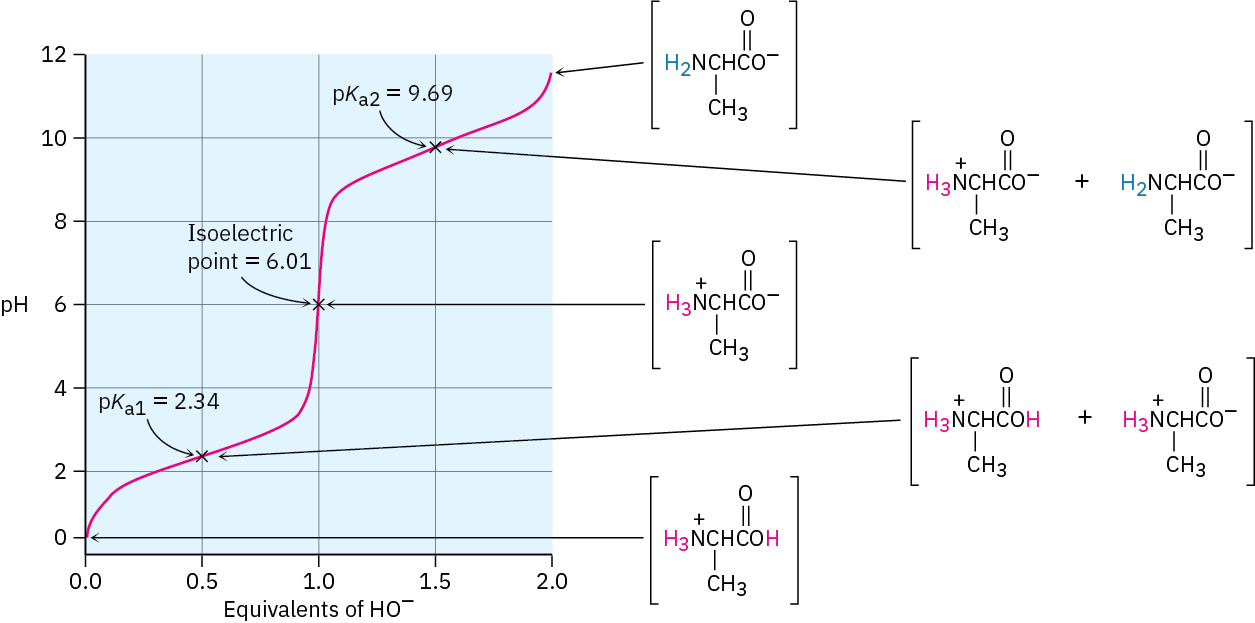 12
10
8
6
4
2
0
pH
0.0 0.5 1.0 1.5 2.0
Equivalents of HO⁻
pKa2 = 9.69
Isoelectric
point = 6.01
pKa1 = 2.34
O
H₂NCHCO⁻
CH₃
O O
+
H₃NCHCO⁻ + H₂NCHCO⁻
CH₃ CH₃
O
+
H₃NCHCO⁻
CH₃
O O
+ +
H₃NCHCOH + H₃NCHCO⁻
CH₃ CH₃
O
+
H₃NCHCOH
CH₃